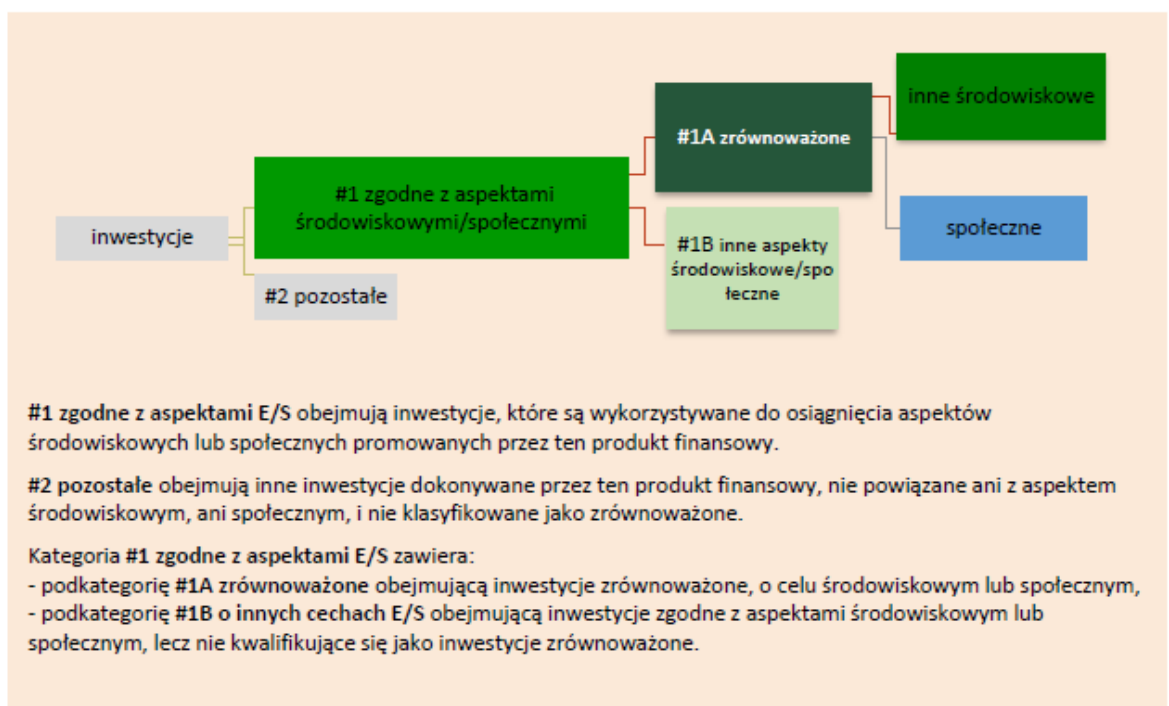 inne środowiskowe
#1A zrównoważone
#1 zgodne z aspektami
środowiskowymi/społecznymi
społeczne
inwestycje
#1B inne aspekty
środowiskowe/spo
łeczne
#2 pozostałe
#1 zgodne z aspektami E/S obejmują inwestycje, które są wykorzystywane do osiągnięcia aspektów
środowiskowych lub społecznych promowanych przez ten produkt finansowy.
#2 pozostałe obejmują inne inwestycje dokonywane przez ten produkt finansowy, nie powiązane ani z aspektem
środowiskowym, ani społecznym, i nie klasyfikowane jako zrównoważone.
Kategoria #1 zgodne z aspektami E/S zawiera:
- podkategorię #1A zrównoważone obejmującą inwestycje zrównoważone, o celu środowiskowym lub społecznym,
- podkategorię #1B o innych cechach E/S obejmującą inwestycje zgodne z aspektami środowiskowym lub
społecznym, lecz nie kwalifikujące się jako inwestycje zrównoważone.